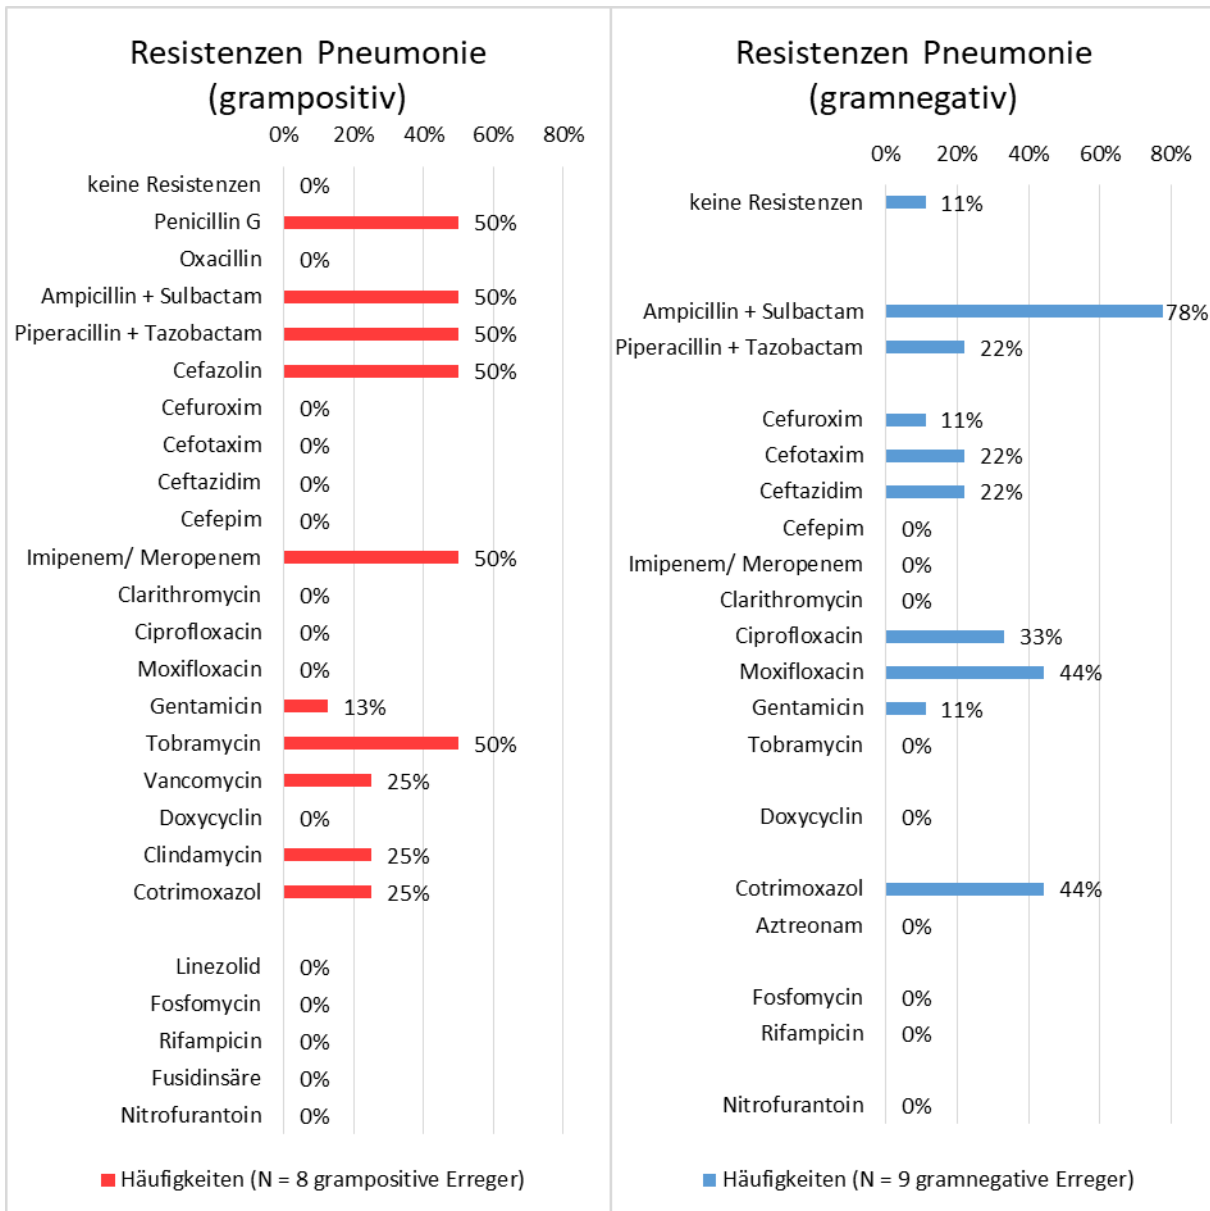 Resistenzen Pneumonie
(grampositiv)
0% 20% 40% 60% 80%
keine Resistenzen 0%
Penicillin G 50%
Oxacillin 0%
Ampicillin + Sulbactam 50%
Piperacillin + Tazobactam 50%
Cefazolin 50%
Cefuroxim 0%
Cefotaxim 0%
Ceftazidim 0%
Cefepim 0%
Imipenem/ Meropenem 50%
Clarithromycin 0%
Ciprofloxacin 0%
Moxifloxacin 0%
Gentamicin 13%
Tobramycin 50%
Vancomycin 25%
Doxycyclin 0%
Clindamycin 25%
Cotrimoxazol 25%
Linezolid 0%
Fosfomycin 0%
Rifampicin 0%
Fusidinsäre 0%
Nitrofurantoin 0%
Häufigkeiten (N = 8 grampositive Erreger)
Resistenzen Pneumonie
(gramnegativ)
0% 20% 40% 60% 80%
keine Resistenzen 11%
Ampicillin + Sulbactam 78%
Piperacillin + Tazobactam 22%
Cefuroxim 11%
Cefotaxim 22%
Ceftazidim 22%
Cefepim 0%
Imipenem/ Meropenem 0%
Clarithromycin 0%
Ciprofloxacin 33%
Moxifloxacin 44%
Gentamicin 11%
Tobramycin 0%
Doxycyclin 0%
Cotrimoxazol 44%
Aztreonam 0%
Fosfomycin 0%
Rifampicin 0%
Nitrofurantoin 0%
Häufigkeiten (N = 9 gramnegative Erreger)